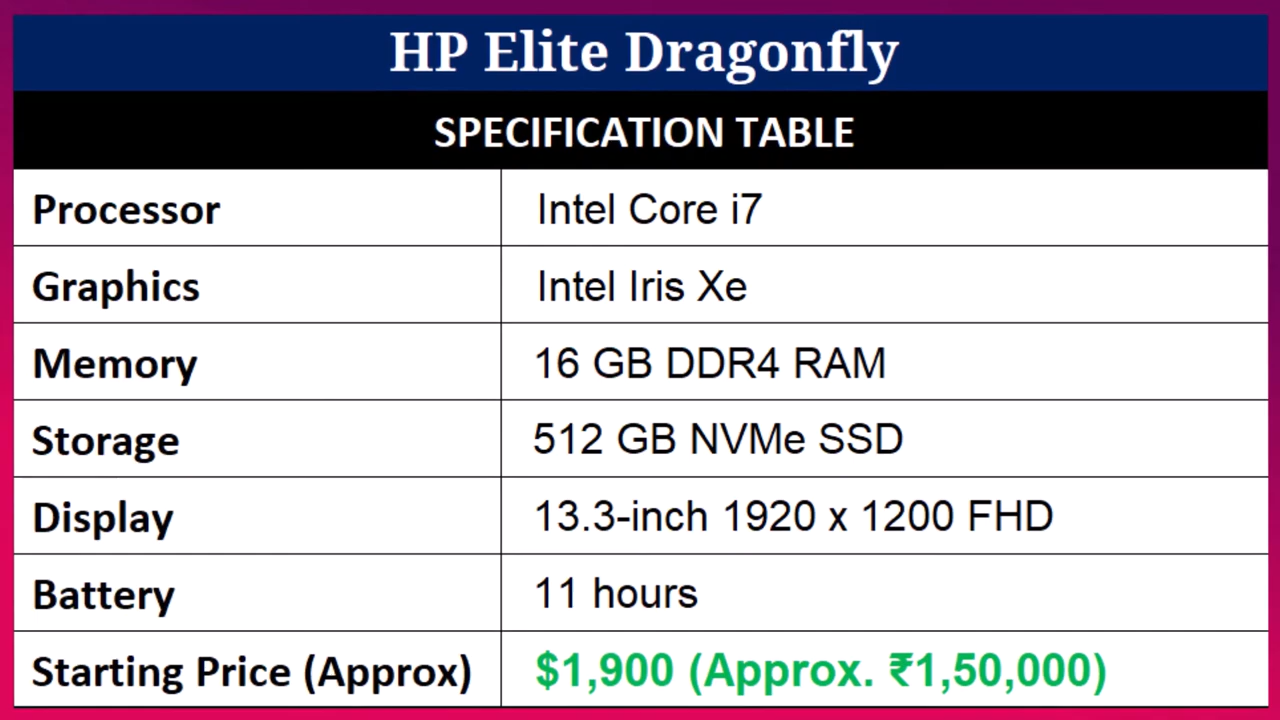 HP Elite Dragonfly
SPECIFICATION TABLE
Processor Intel Core i7
Graphics Intel Iris Xe
Memory 16 GB DDR4 RAM
Storage 512 GB NVMe SSD
Display 13.3-inch 1920 x 1200 FHD
Battery 11 hours
Starting Price (Approx) $1,900 (Approx. ₹1,50,000)